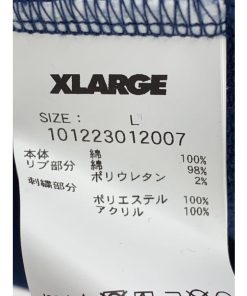 XLARGE
SIZE: L
101223012007
本体 綿 100%
リブ部分 綿 98%
ポリウレタン 2%
刺繍部分
ポリエステル 100%
アクリル 100%